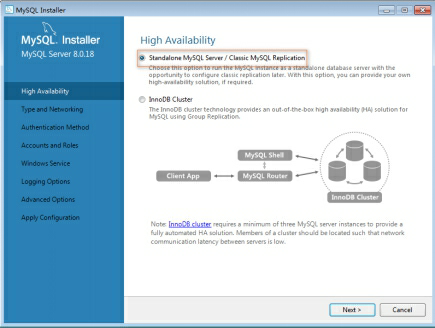 MySQL Installer
MySQL. Installer
MySQL Server 8.0.18
High Availability
Type and Networking
Authentication Method
Accounts and Roles
Windows Service
Logging Options
Advanced Options
Apply Configuration
High Availability
Standalone MySQL Server / Classic MySQL Replication
Choose this option to run the MySQL instance as a standalone database server with the
opportunity to configure classic replication later. With this option, you can provide your own
high-availability solution, if required.
InnoDB Cluster
The InnoDB cluster technology provides an out-of-the-box high availability (HA) solution for
MySQL using Group Replication.
MySQL Shell
Client App
MySQL Router
InnoDB Cluster
Note: InnoDB cluster requires a minimum of three MySQL server instances to provide a
fully automated HA solution. Members of a cluster should be located such that network
communication latency between servers is low.
Next >
Cancel